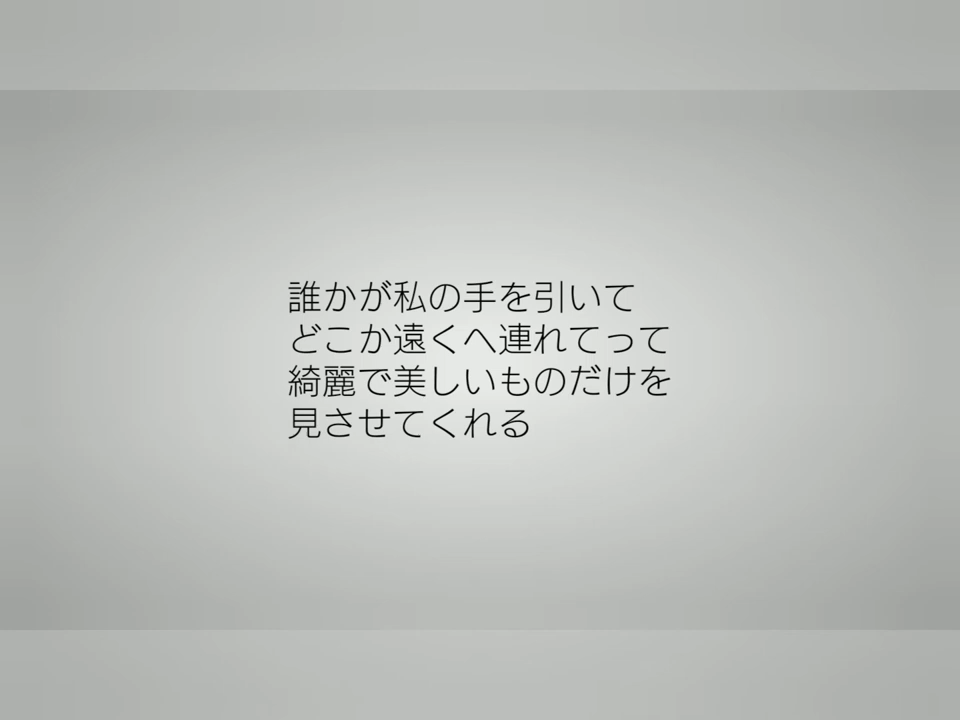 誰かが私の手を引いて
どこか遠くへ連れてって
綺麗で美しいものだけを
見させてくれる